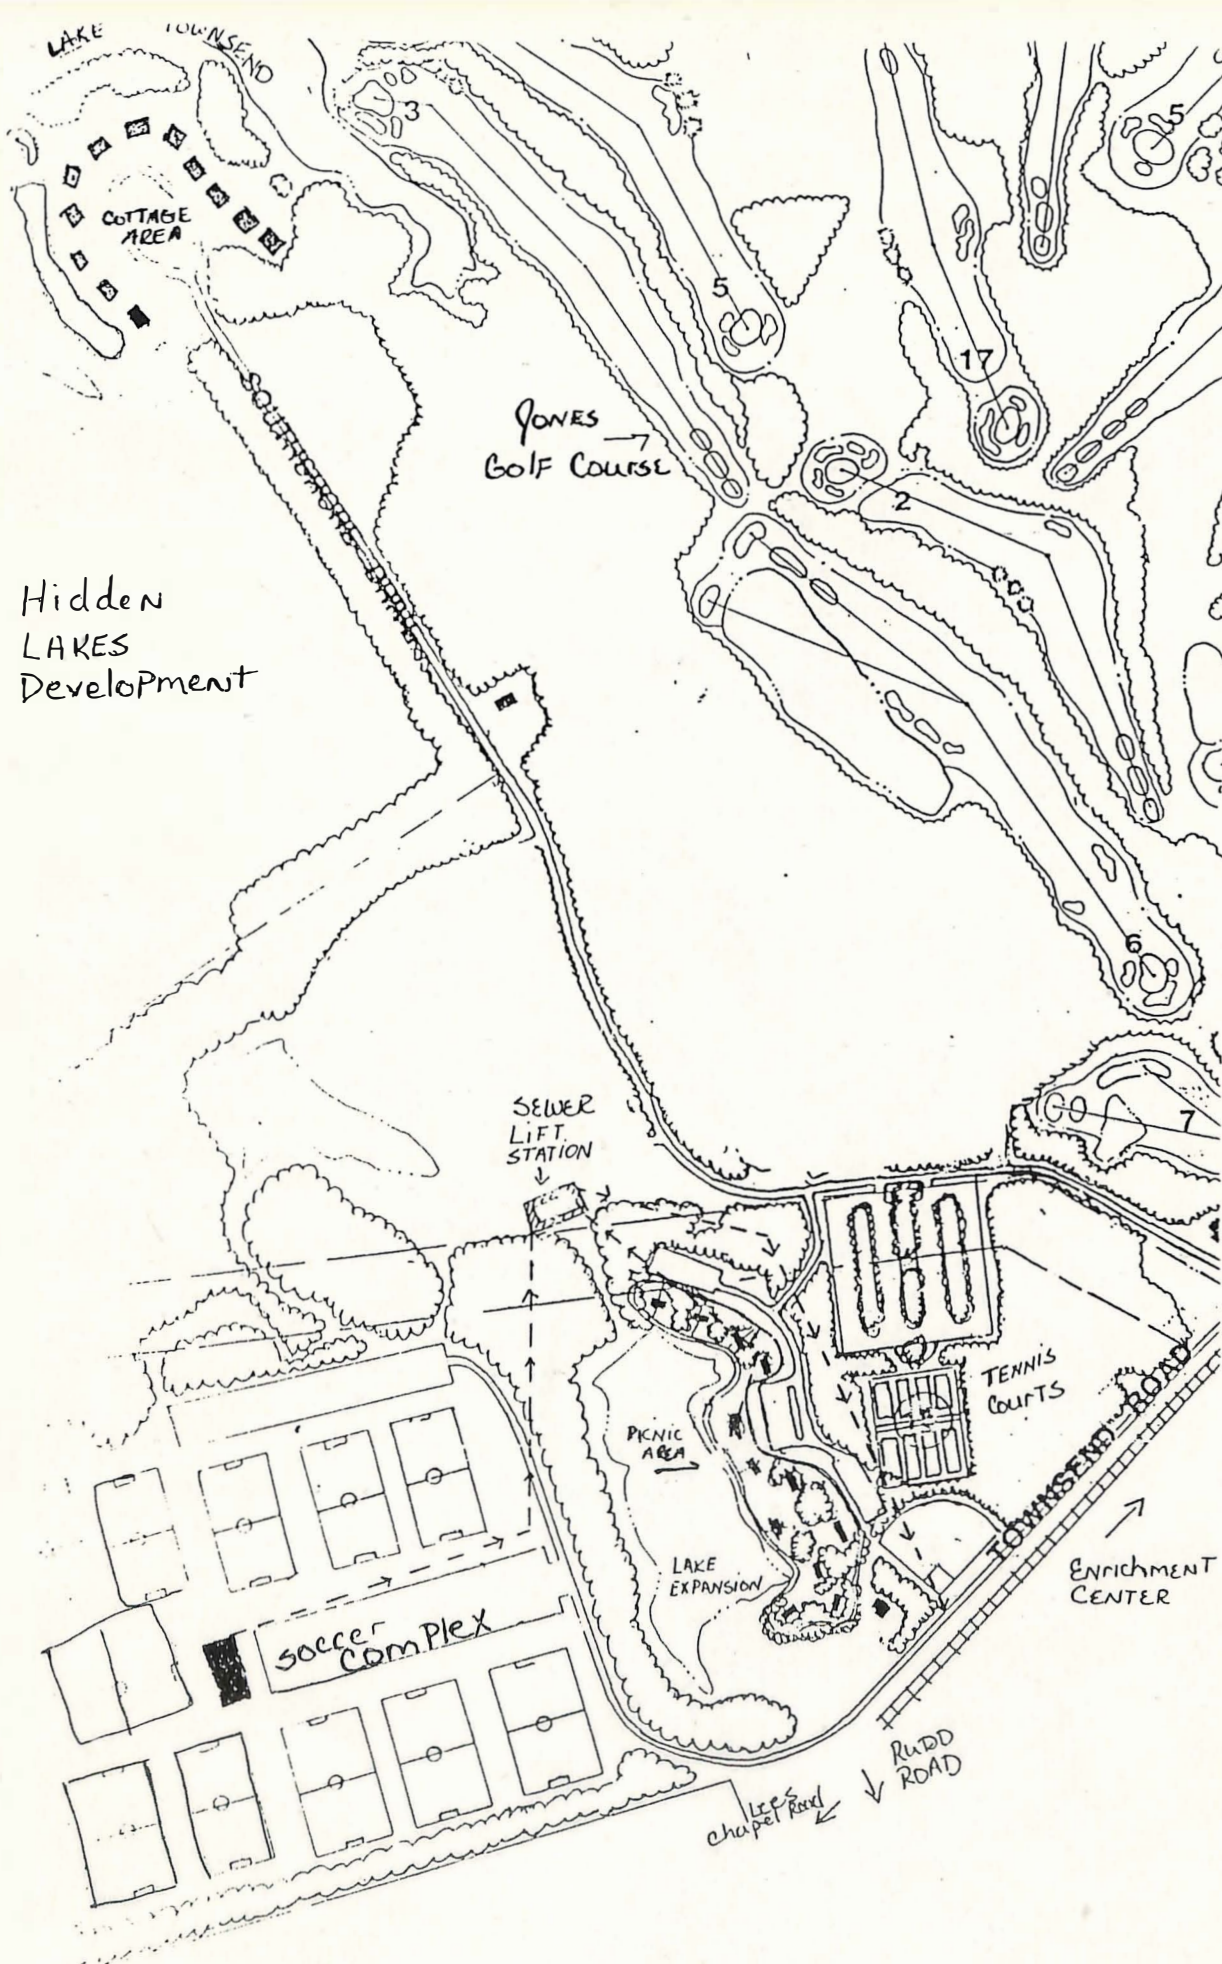 LAKE TOWNSEND
3
5
COTTAGE
AREA
5
17
JONES
GOLF COURSE
2
Hidden
LAKES
Development
6
7
SEWER
LIFT
STATION
TENNIS
COURTS
PICNIC
AREA
TOWNSEND ROAD
LAKE
EXPANSION
ENRICHMENT
CENTER
SOCCER
COMPLEX
RUDD
ROAD
LEES
Chapel Road